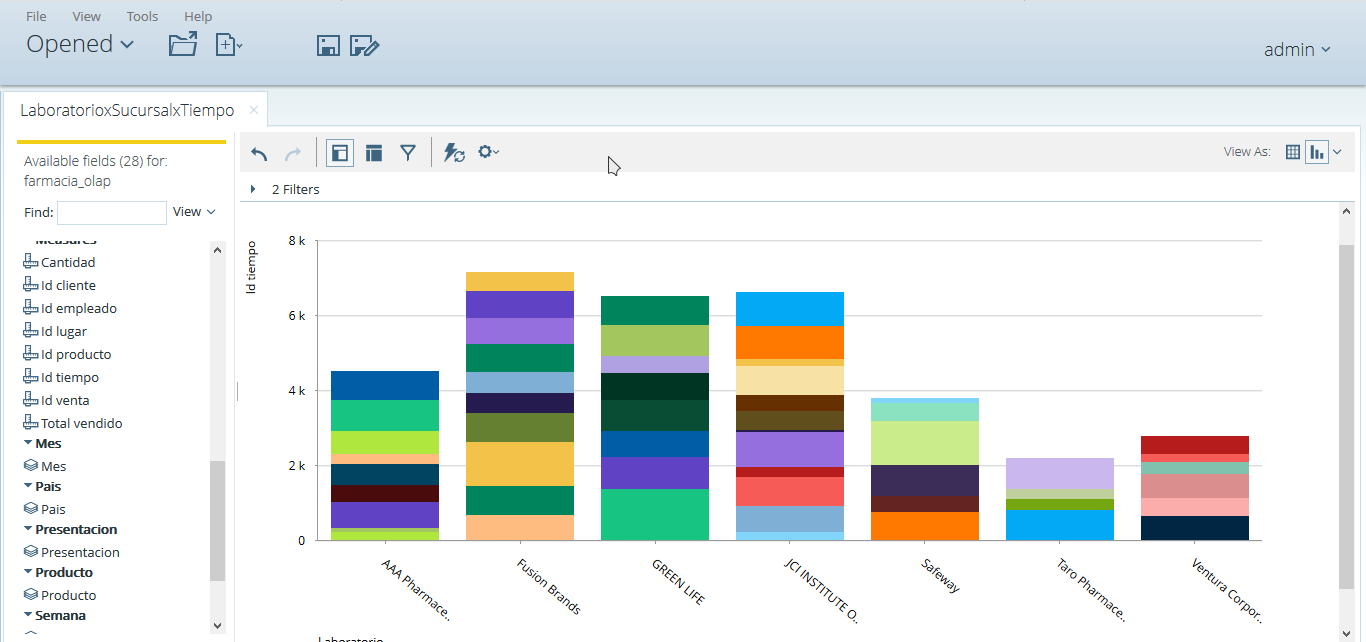 File View Tools Help
Opened
admin
LaboratorioxSucursalxTiempo ×
Available fields (28) for:
farmacia_olap
Find:
View
Measures
Cantidad
Id cliente
Id empleado
Id lugar
Id producto
Id tiempo
Id venta
Total vendido
Mes
Mes
Pais
Pais
Presentacion
Presentacion
Producto
Producto
Semana
View As:
2 Filters
Id tiempo
8 k
6 k
4 k
2 k
0
AAA Pharmace..
Fusion Brands
GREEN LIFE
JCI INSTITUTE O..
Safeway
Taro Pharmace..
Ventura Corpor..
Laboratorio